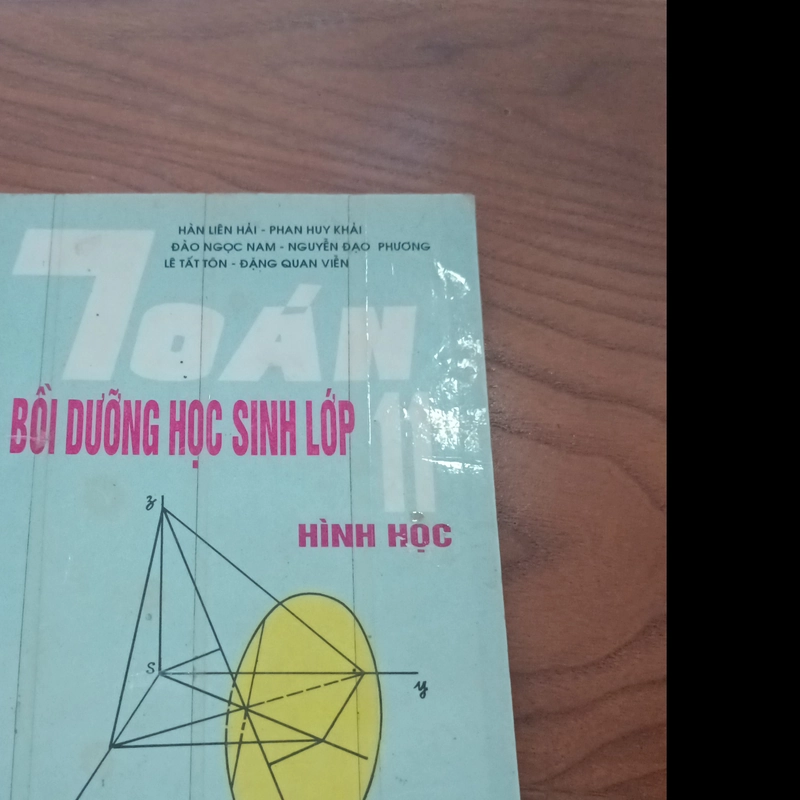 HÀN LIÊN HẢI - PHAN HUY KHẢI
ĐÀO NGỌC NAM - NGUYỄN ĐẠO PHƯƠNG
LÊ TẤT TÔN - ĐẶNG QUAN VIỄN
TOÁN
BỒI DƯỠNG HỌC SINH LỚP 11
HÌNH HỌC
z
S
y